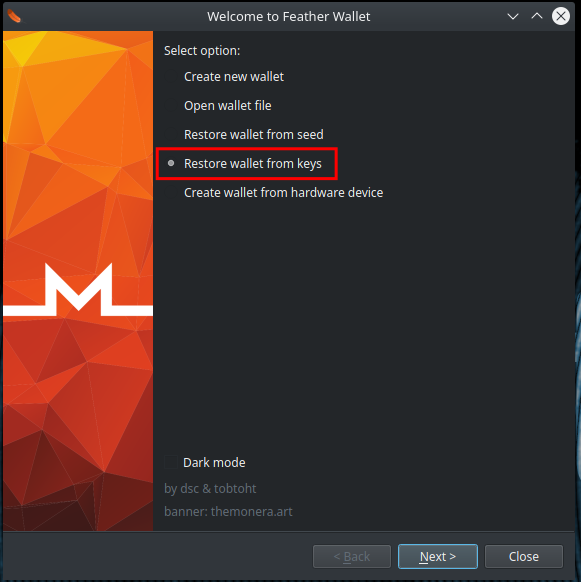 Welcome to Feather Wallet
Select option:
Create new wallet
Open wallet file
Restore wallet from seed
Restore wallet from keys
Create wallet from hardware device
Dark mode
by dsc & tobtoht
banner: themonera.art
< Back
Next >
Close